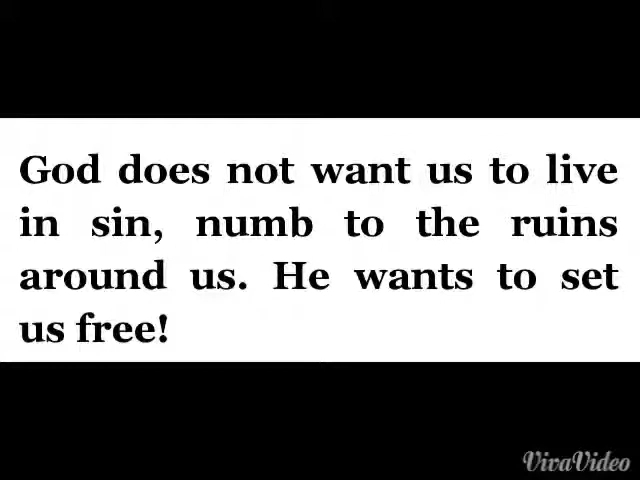 God does not want us to live
in sin, numb to the ruins
around us. He wants to set
us free!
VivaVideo